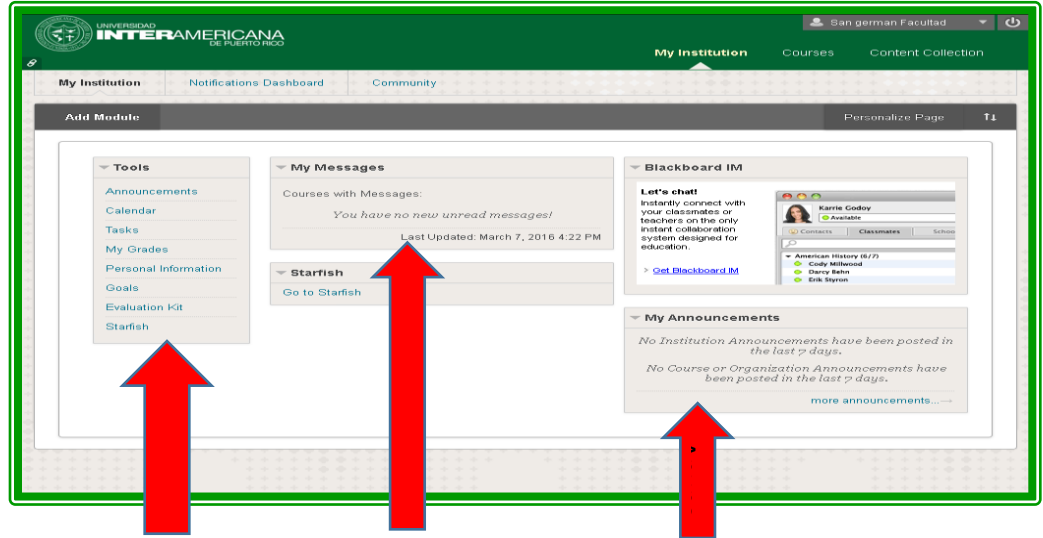 San german Facultad
UNIVERSIDAD
INTERAMERICANA
DE PUERTO RICO
My Institution
Courses
Content Collection
My Institution
Notifications Dashboard
Community
Add Module
Personalize Page
Tools
Announcements
Calendar
Tasks
My Grades
Personal Information
Goals
Evaluation Kit
Starfish
My Messages
Courses with Messages:
You have no new unread messages!
Last Updated: March 7, 2016 4:22 PM
Starfish
Go to Starfish
Blackboard IM
Let's chat!
Instantly connect with
your classmates or
teachers on the only
instant collaboration
system designed for
education.
Get Blackboard IM
Karrie Godoy
Available
Contacts
Classmates
Schoo
American History (6/7)
Cody Millwood
Darcy Behn
Erik Styron
My Announcements
No Institution Announcements have been posted in
the last 7 days.
No Course or Organization Announcements have
been posted in the last 7 days.
more announcements...